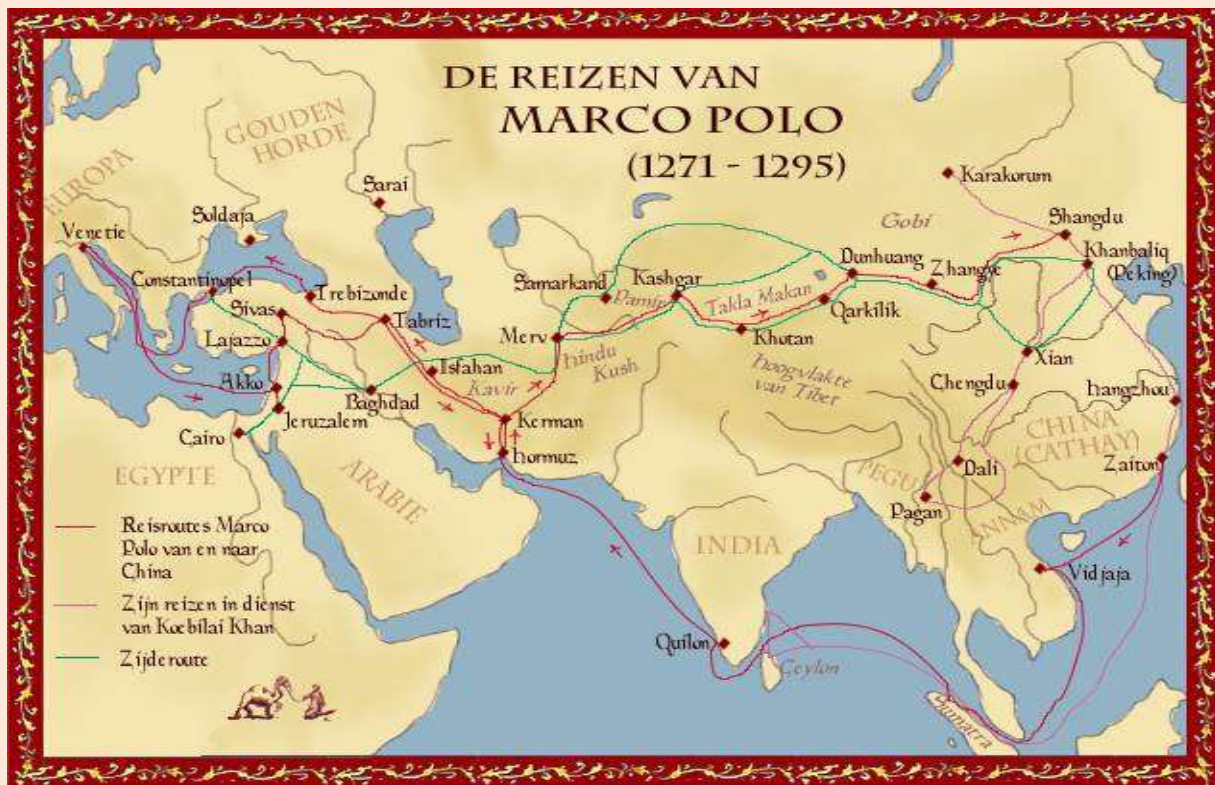 DE REIZEN VAN
MARCO POLO
(1271 - 1295)
GOUDEN
HORDE
EUROPA
Karakorum
Sarai
Soldaja
Gobi
Shangdu
Venetie
Khanbaliq
(Peking)
Dunhuang
Zhangye
Constantinopel
Samarkand
Kashgar
Trebizonde
Pamir
Takla Makan
Sivas
Qarkilik
Tabriz
Lajazzo
Merv
Khotan
Hindu
Kush
Xian
Isfahan
Hoogvlakte
van Tibet
Akko
Kavir
Chengdu
Hangzhou
Baghdad
Jeruzalem
Kerman
Cairo
CHINA
(CATHAY)
Hormuz
Zaiton
Dali
EGYPTE
ARABIE
PEGU
Pagan
ANNAM
INDIA
Vidjaja
Reisroutes Marco
Polo van en naar
China
Zijn reizen in dienst
van Koebilai Khan
Zijderoute
Quilon
Ceylon
Sumatra